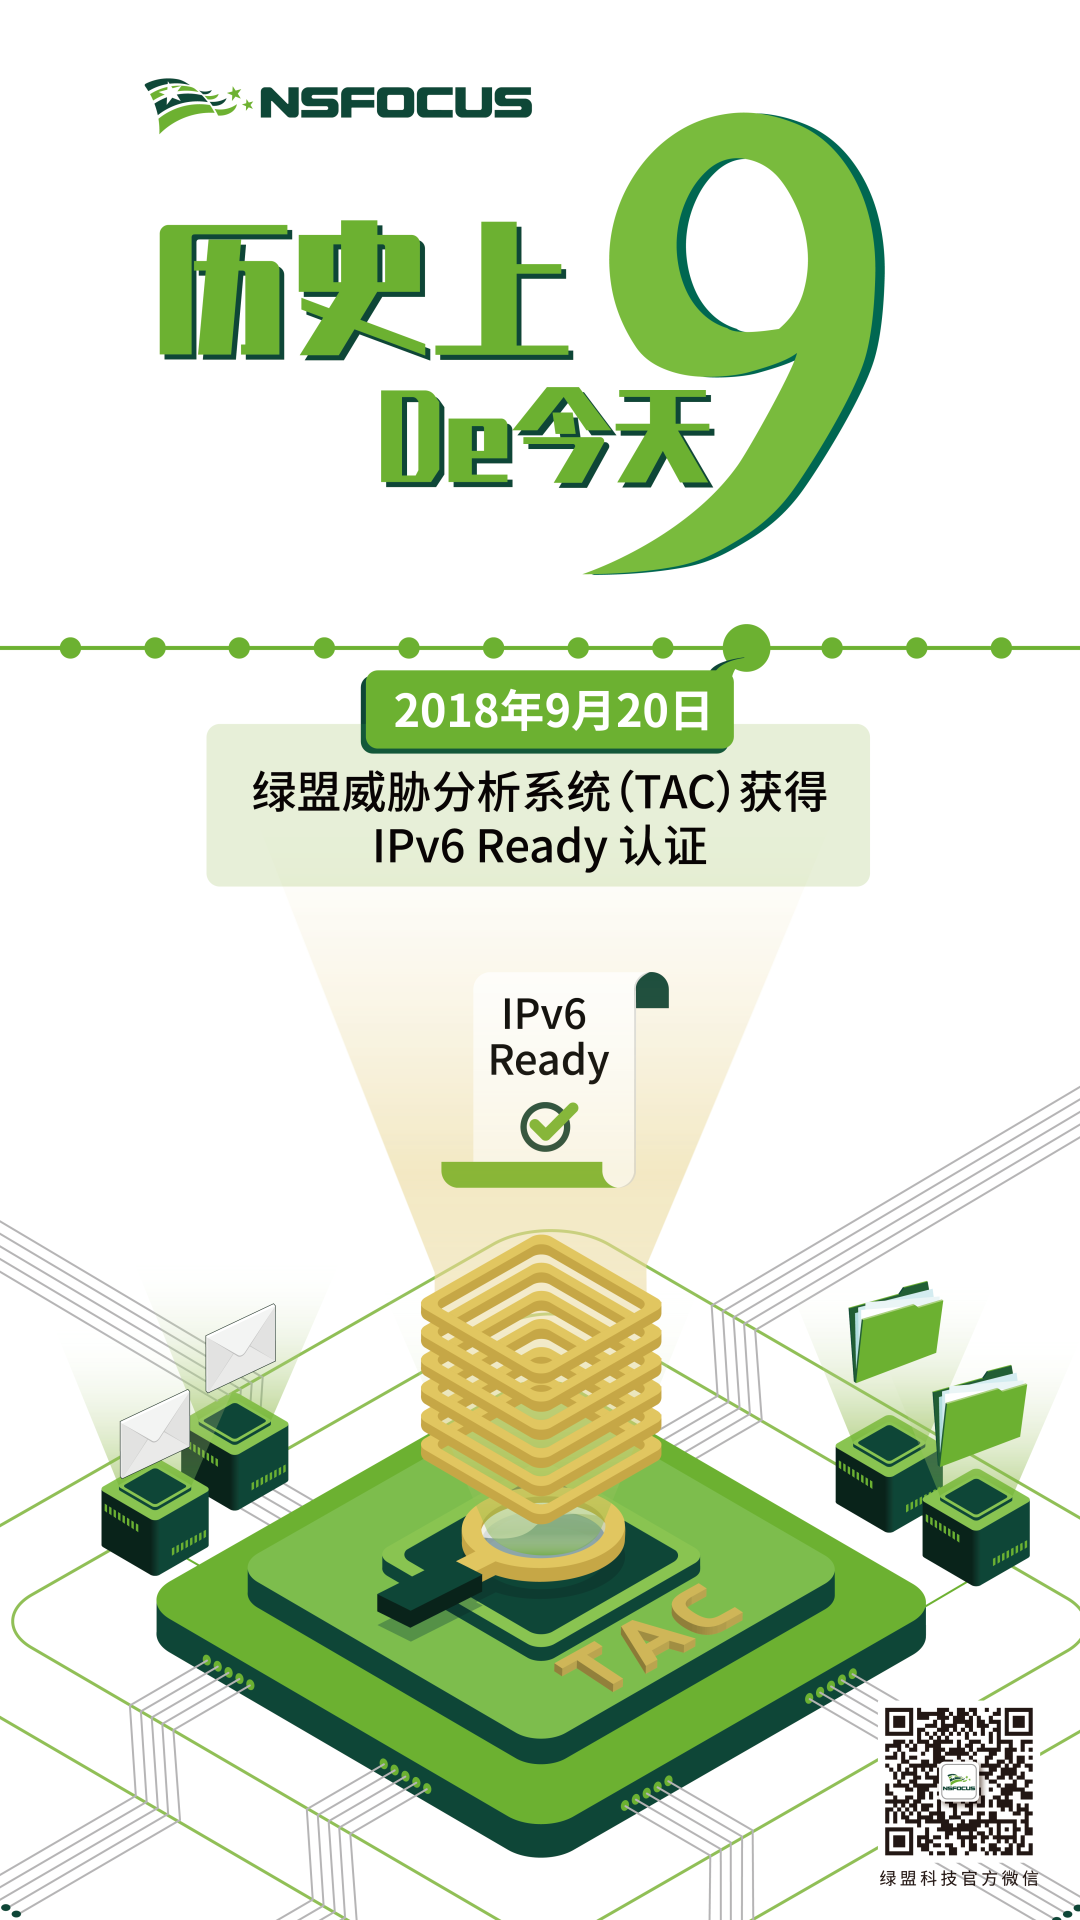 NSFOCUS
历史上
De今天
9
2018年9月20日
绿盟威胁分析系统（TAC）获得
IPv6 Ready 认证
IPv6
Ready
TAC
NSFOCUS
绿盟科技官方微信